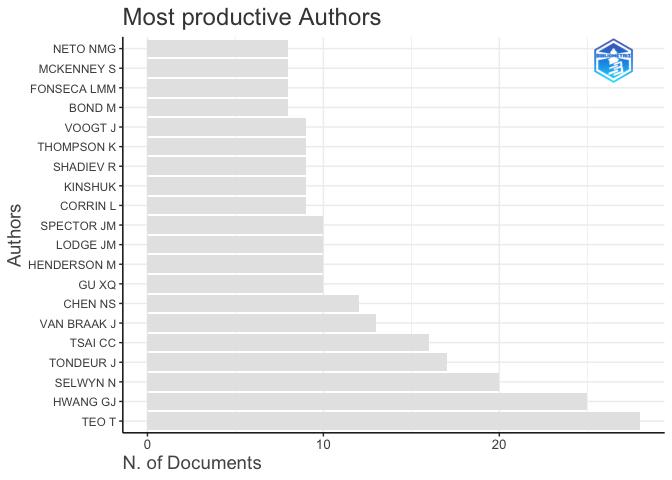 Most productive Authors
BIBLIOMETRIX
NETO NMG
MCKENNEY S
FONSECA LMM
BOND M
VOOGT J
THOMPSON K
SHADIEV R
KINSHUK
CORRIN L
SPECTOR JM
LODGE JM
HENDERSON M
GU XQ
CHEN NS
VAN BRAAK J
TSAI CC
TONDEUR J
SELWYN N
HWANG GJ
TEO T
Authors
0 10 20
N. of Documents